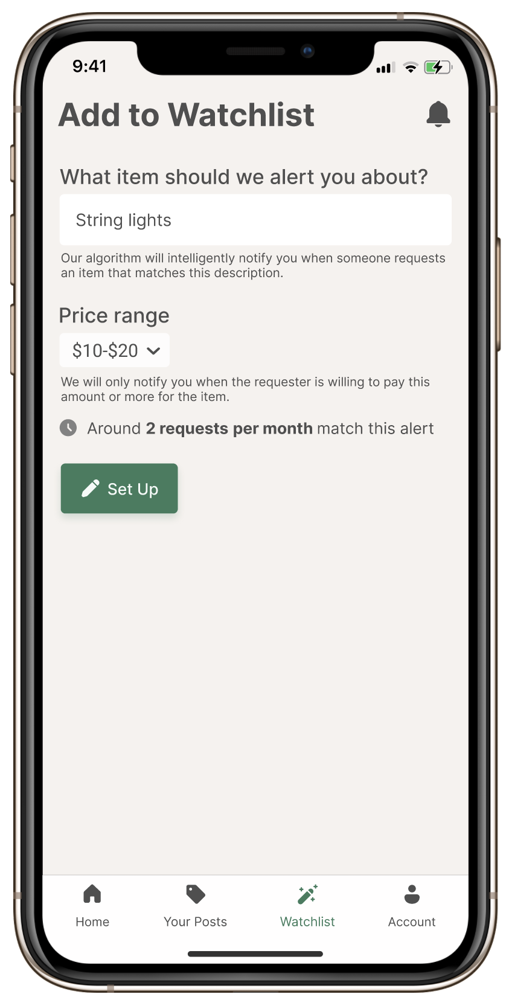 9:41
Add to Watchlist
What item should we alert you about?
String lights
Our algorithm will intelligently notify you when someone requests
an item that matches this description.
Price range
$10-$20
We will only notify you when the requester is willing to pay this
amount or more for the item.
Around 2 requests per month match this alert
Set Up
Home Your Posts Watchlist Account